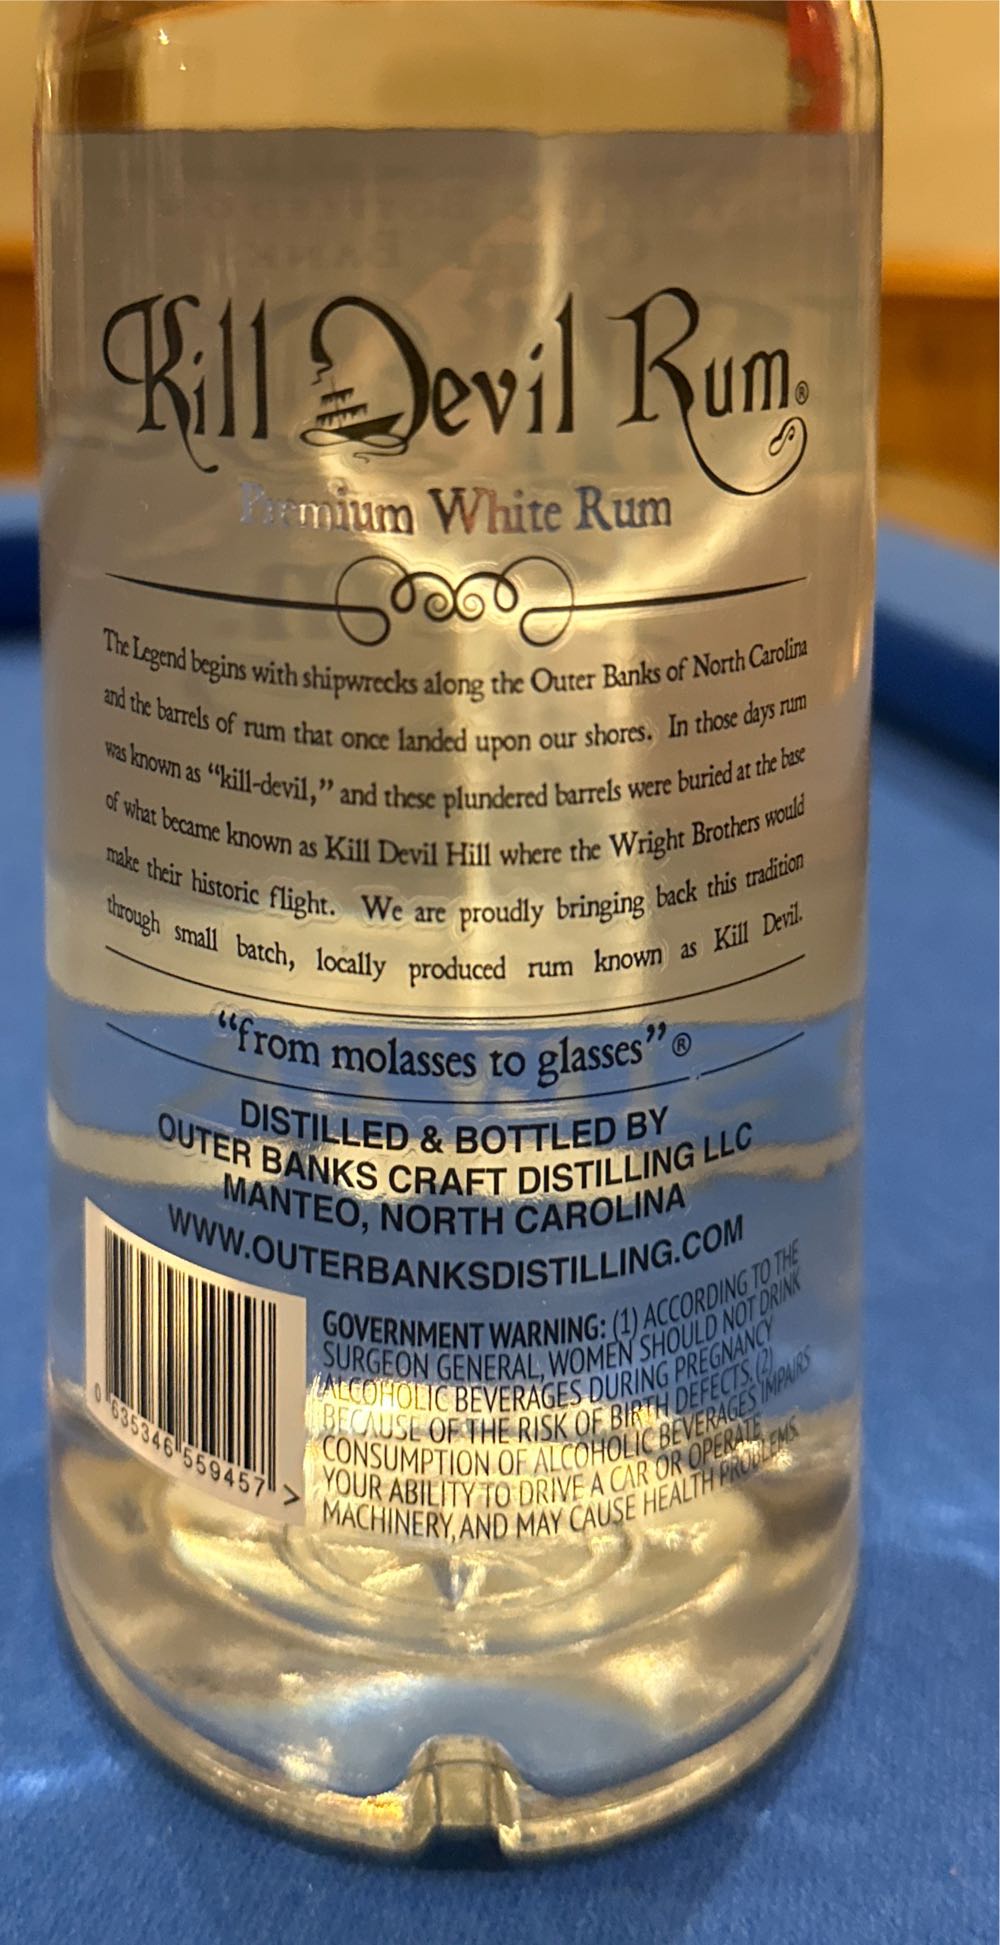 Kill Devil Rum®
Premium White Rum
The Legend begins with shipwrecks along the Outer Banks of North Carolina
and the barrels of rum that once landed upon our shores. In those days rum
was known as “kill-devil,” and these plundered barrels were buried at the base
of what became known as Kill Devil Hill where the Wright Brothers would
make their historic flight. We are proudly bringing back this tradition
through small batch, locally produced rum known as Kill Devil.
“from molasses to glasses”®
DISTILLED & BOTTLED BY
OUTER BANKS CRAFT DISTILLING LLC
MANTEO, NORTH CAROLINA
WWW.OUTERBANKSDISTILLING.COM
GOVERNMENT WARNING: (1) ACCORDING TO THE
SURGEON GENERAL, WOMEN SHOULD NOT DRINK
ALCOHOLIC BEVERAGES DURING PREGNANCY
BECAUSE OF THE RISK OF BIRTH DEFECTS. (2)
CONSUMPTION OF ALCOHOLIC BEVERAGES IMPAIRS
YOUR ABILITY TO DRIVE A CAR OR OPERATE
MACHINERY, AND MAY CAUSE HEALTH PROBLEMS.
0 635346 559457 >